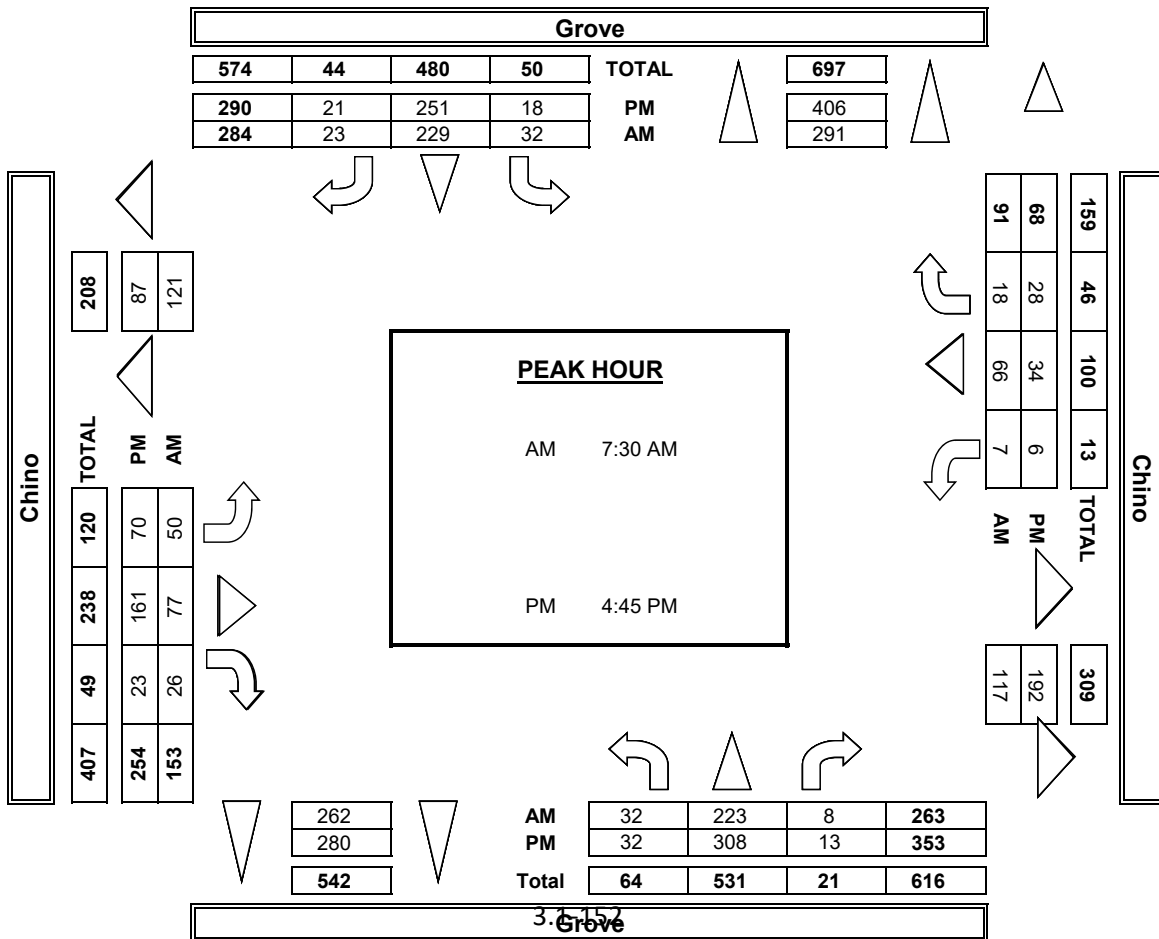 Grove
574 44 480 50 TOTAL 697
290 21 251 18 PM 406
284 23 229 32 AM 291
Chino
208
87
121
TOTAL
PM
AM
120 238 49 407
70 161 23 254
50 77 26 153
PEAK HOUR
AM 7:30 AM
PM 4:45 PM
159 46 100 13 TOTAL 309
68 28 34 6 PM 192
91 18 66 7 AM 117
Chino
262 AM 32 223 8 263
280 PM 32 308 13 353
542 Total 64 531 21 616
3.1-152
Grove